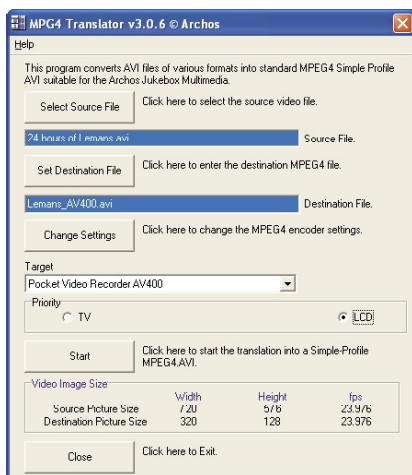 MPG4 Translator v3.0.6 © Archos
Help
This program converts AVI files of various formats into standard MPEG4 Simple Profile
AVI suitable for the Archos Jukebox Multimedia.
Select Source File Click here to select the source video file.
24 hours of Lemans.avi Source File.
Set Destination File Click here to enter the destination MPEG4 file.
Lemans_AV400.avi Destination File.
Change Settings Click here to change the MPEG4 encoder settings.
Target
Pocket Video Recorder AV400
Priority
TV LCD
Start Click here to start the translation into a Simple-Profile
MPEG4.AVI.
Video Image Size
Width Height fps
Source Picture Size 720 576 23.976
Destination Picture Size 320 128 23.976
Close Click here to Exit.